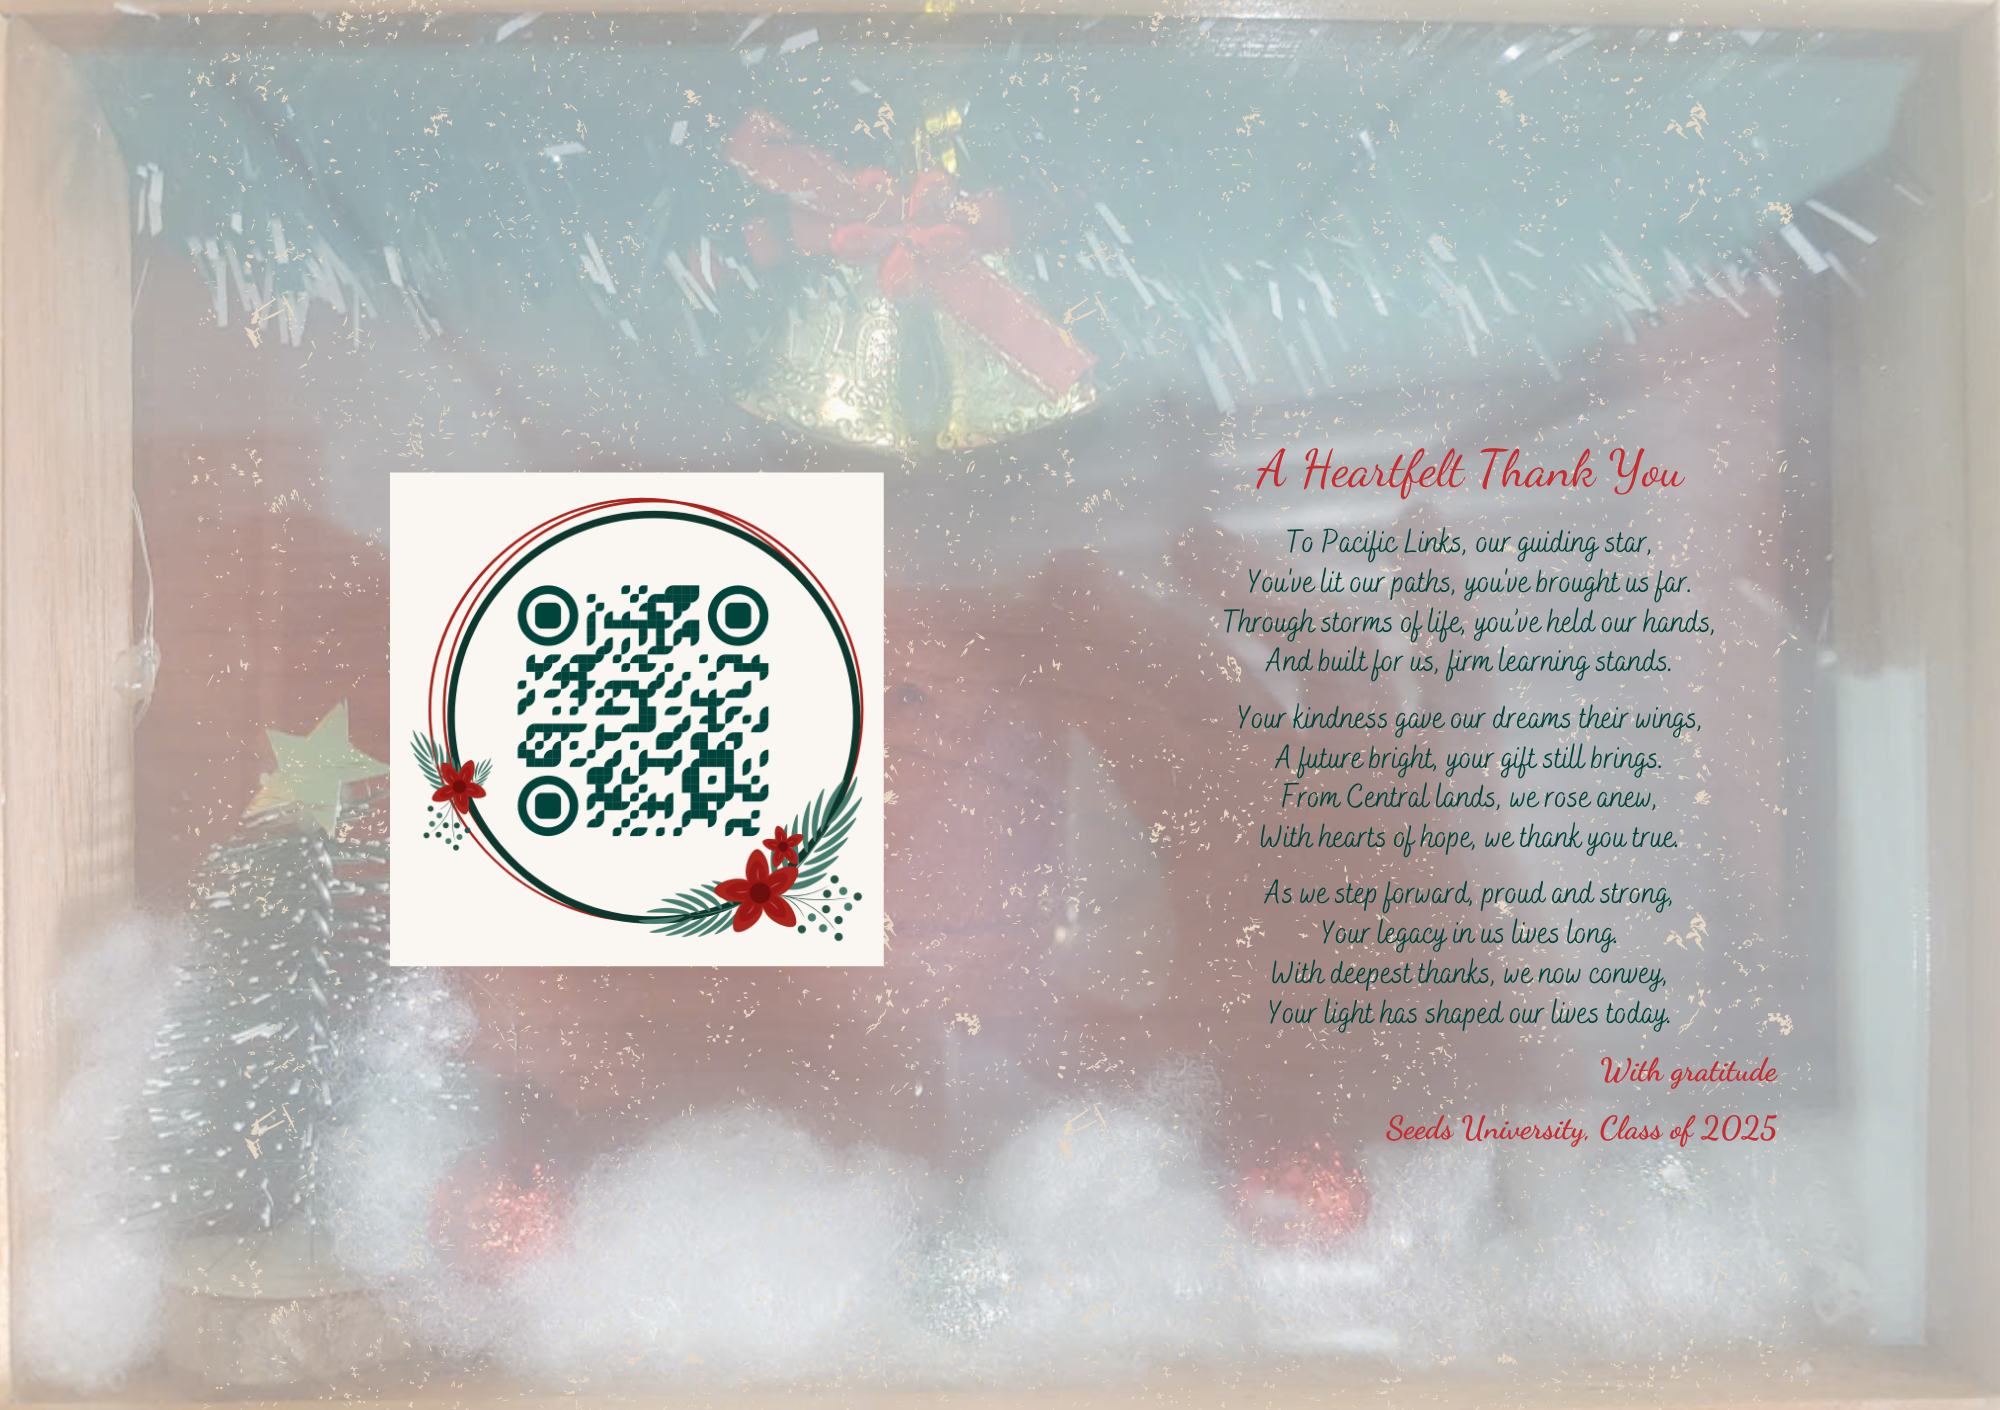 A Heartfelt Thank You
To Pacific Links, our guiding star,
You've lit our paths, you've brought us far.
Through storms of life, you've held our hands,
And built for us, firm learning stands.
Your kindness gave our dreams their wings,
A future bright, your gift still brings.
From Central lands, we rose anew,
With hearts of hope, we thank you true.
As we step forward, proud and strong,
Your legacy in us lives long.
With deepest thanks, we now convey,
Your light has shaped our lives today.
With gratitude
Seeds University, Class of 2025